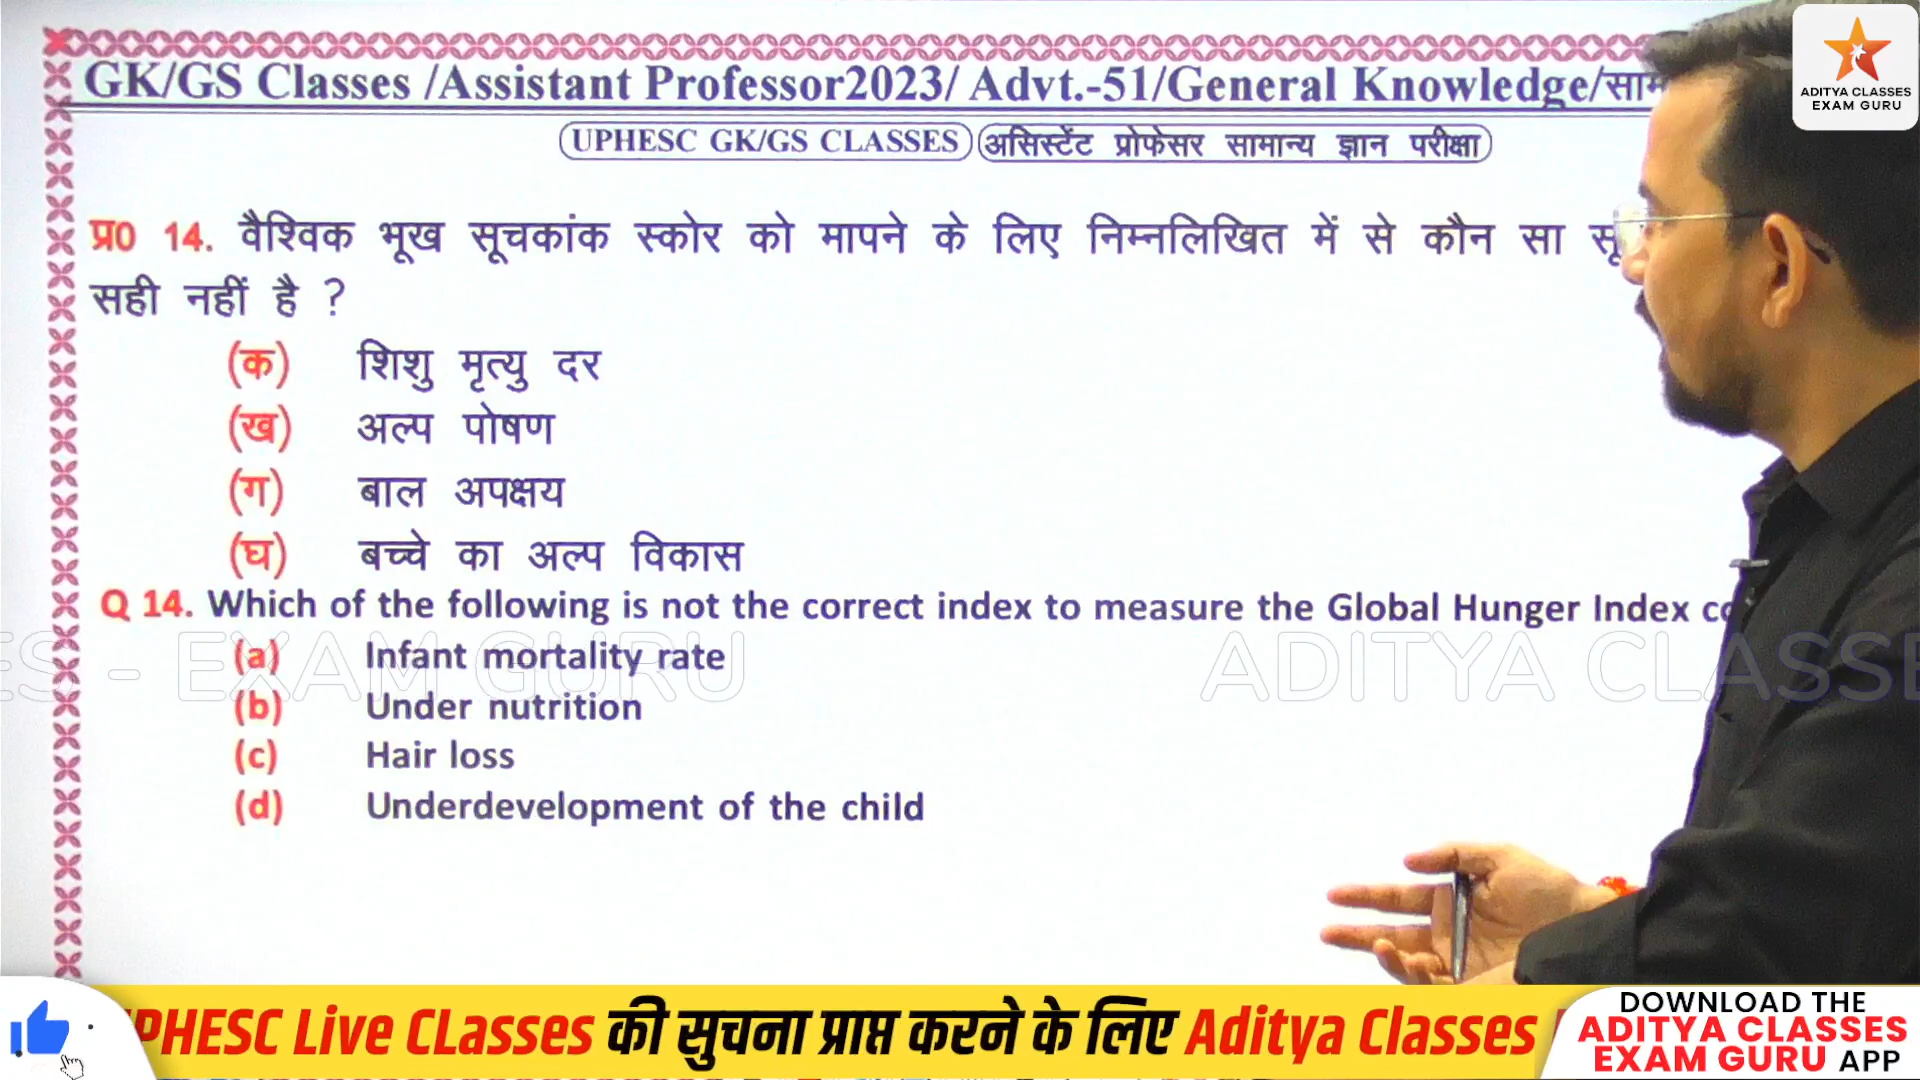 GK/GS Classes /Assistant Professor2023/ Advt.-51/General Knowledge/
ADITYA CLASSES
EXAM GURU
UPHESC GK/GS CLASSES असिस्टेंट प्रोफेसर सामान्य ज्ञान परीक्षा
प्र0 14. वैश्विक भूख सूचकांक स्कोर को मापने के लिए निम्नलिखित में से कौन सा
सही नहीं है ?
(क) शिशु मृत्यु दर
(ख) अल्प पोषण
(ग) बाल अपक्षय
(घ) बच्चे का अल्प विकास
Q 14. Which of the following is not the correct index to measure the Global Hunger Index
(a) Infant mortality rate
ES - EXAM GURU ADITYA CLASSE
(b) Under nutrition
(c) Hair loss
(d) Underdevelopment of the child
UPHESC Live CLasses की सुचना प्राप्त करने के लिए Aditya Classes
DOWNLOAD THE
ADITYA CLASSES
EXAM GURU APP